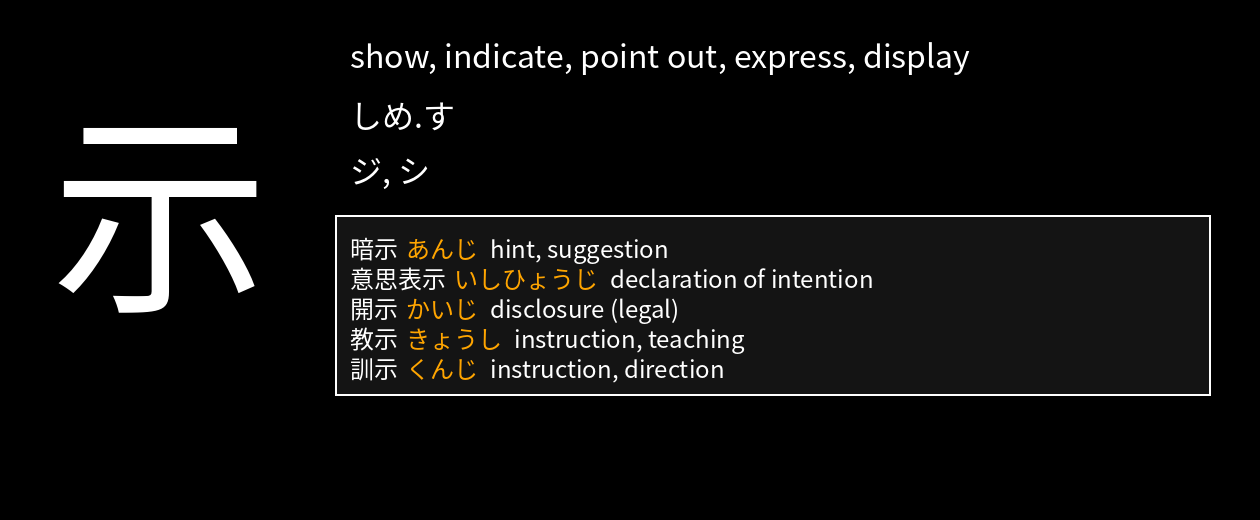 示
show, indicate, point out, express, display
しめ.す
ジ, シ
暗示 あんじ hint, suggestion
意思表示 いしひょうじ declaration of intention
開示 かいじ disclosure (legal)
教示 きょうし instruction, teaching
訓示 くんじ instruction, direction